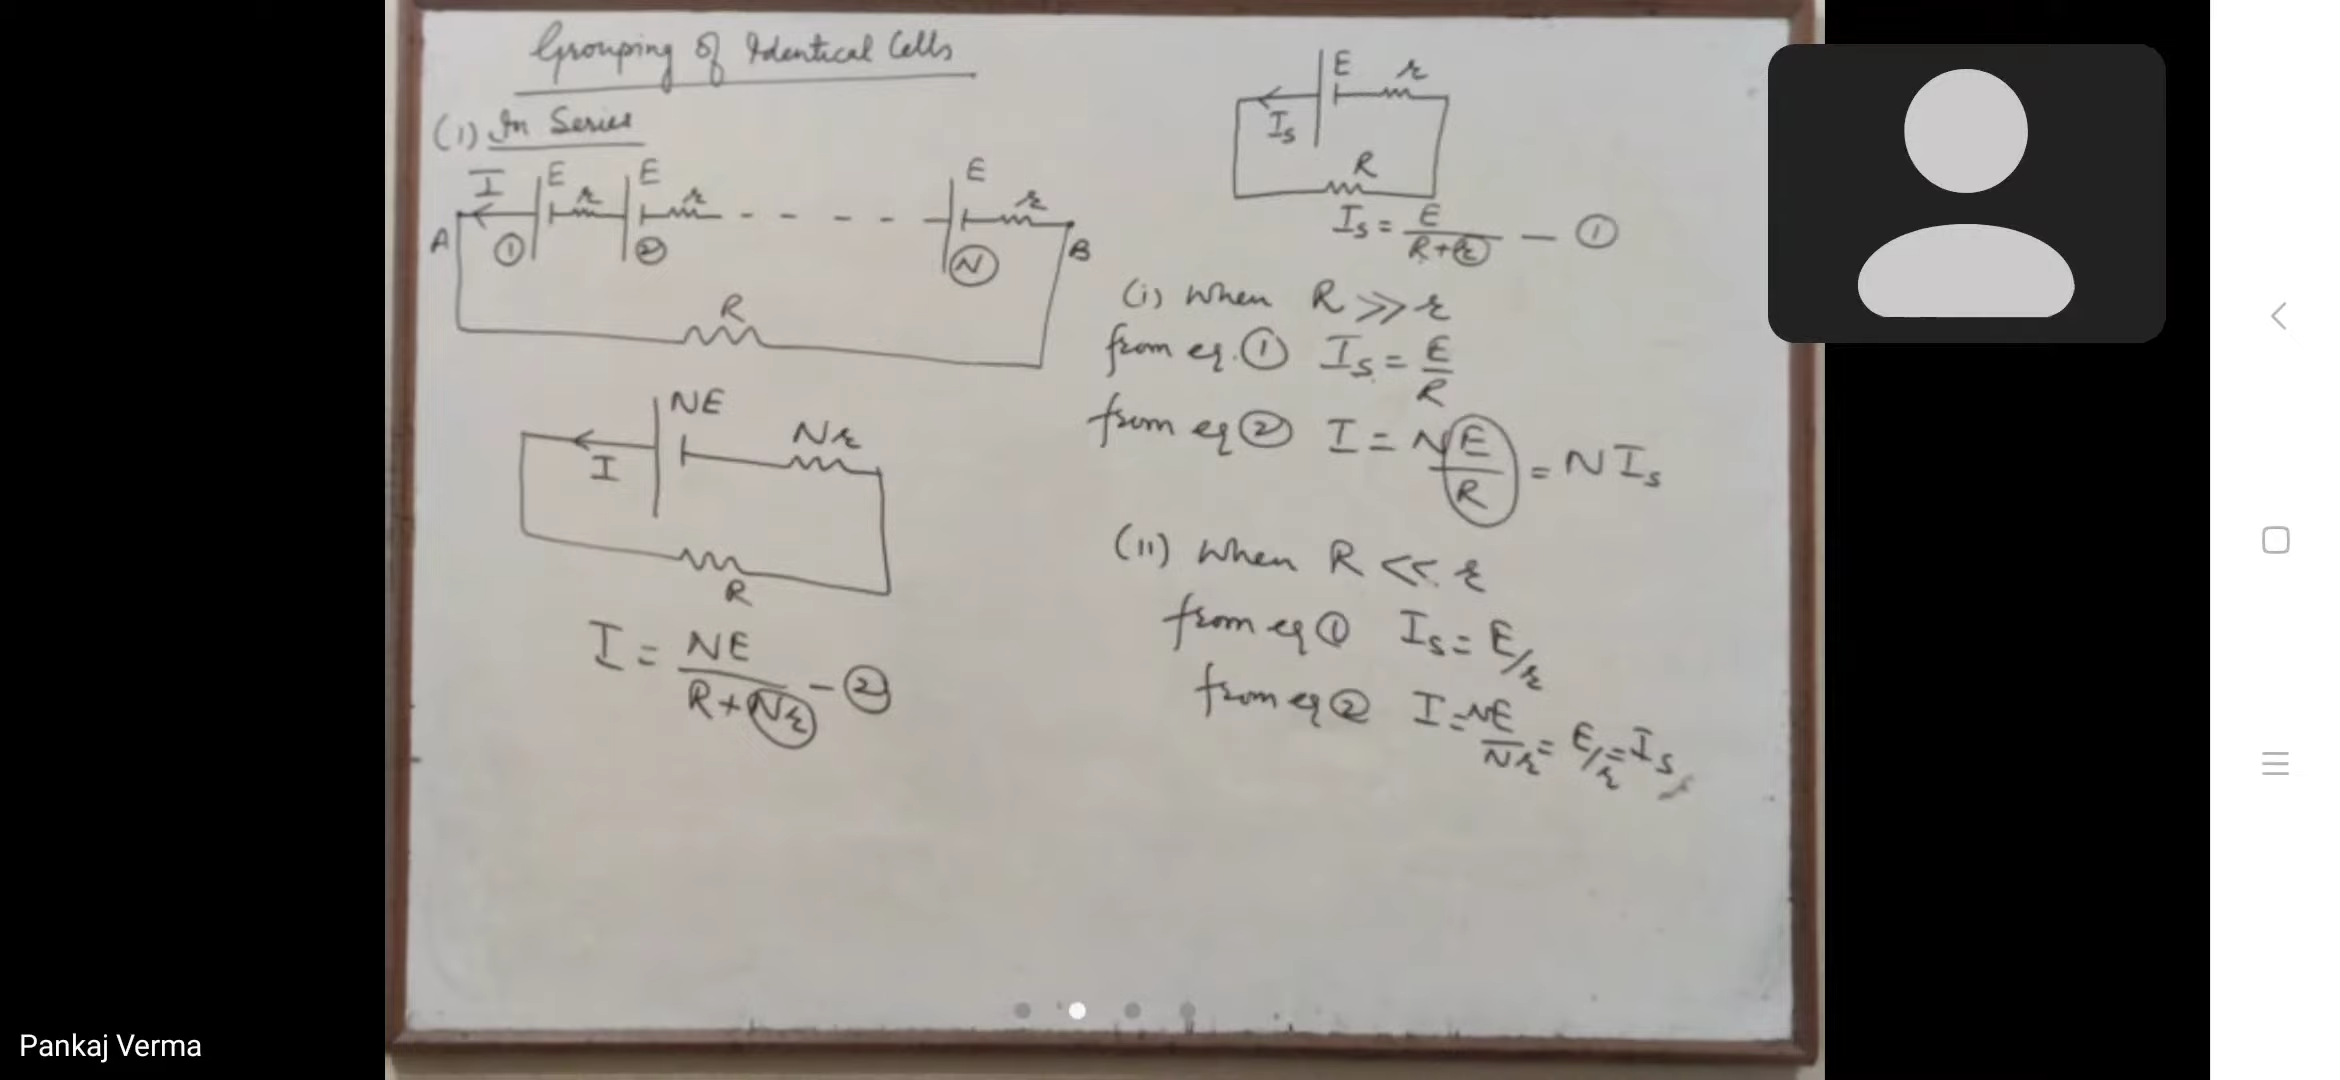 Grouping of Identical Cells
(1) In Series
I E r E r E r
A ① ② Ⓝ B
R
NE
Nr
I
R
I = NE / R+Nr — ②
E r
Is
R
Is = E / R+r — ①
(i) when R >> r
from eq. ① Is = E/R
from eq ② I = N E/R = N Is
(ii) when R << r
from eq ① Is = E/r
from eq ② I = NE/Nr = E/r = Is
Pankaj Verma